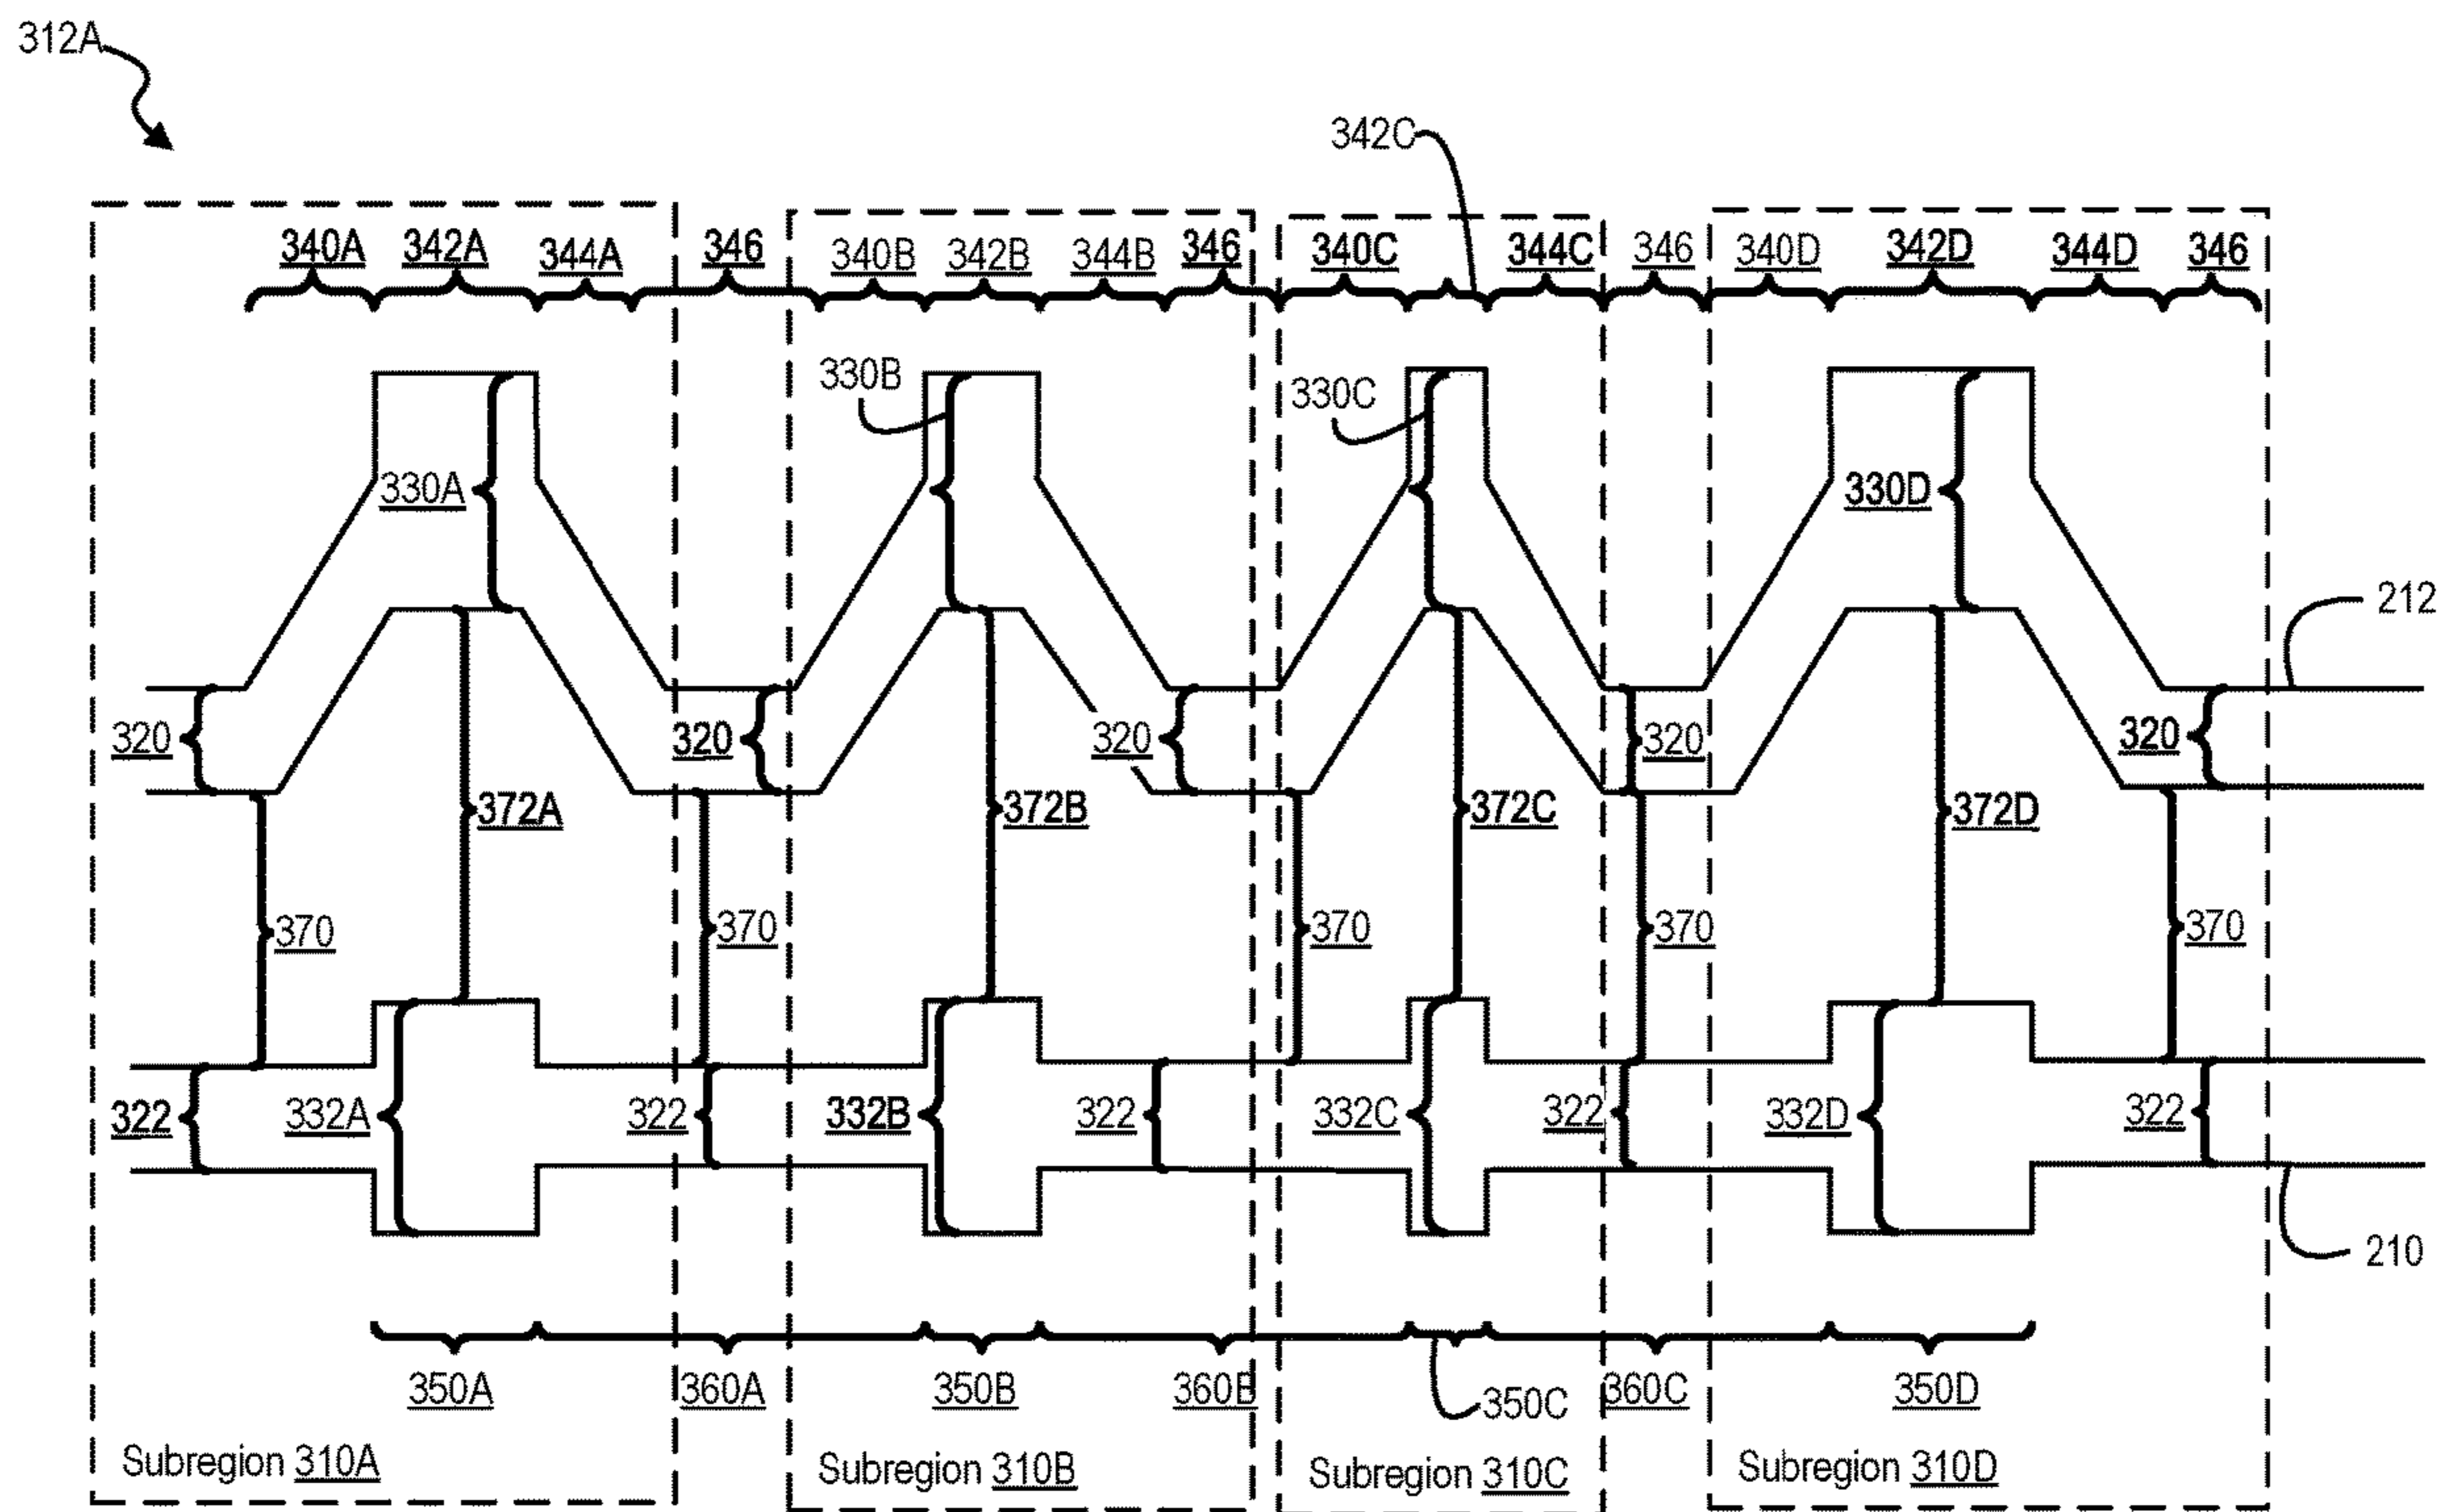 312A
342C
340A 342A 344A 346 340B 342B 344B 346 340C 344C 346 340D 342D 344D 346
330B
330C
330A 330D
212
320 320 320 320 320
372A 372B 372C 372D
370 370 370 370 370
322 332A 322 332B 322 332C 322 332D 322
210
350A 360A 350B 360B 350C 360C 350D
Subregion 310A Subregion 310B Subregion 310C Subregion 310D